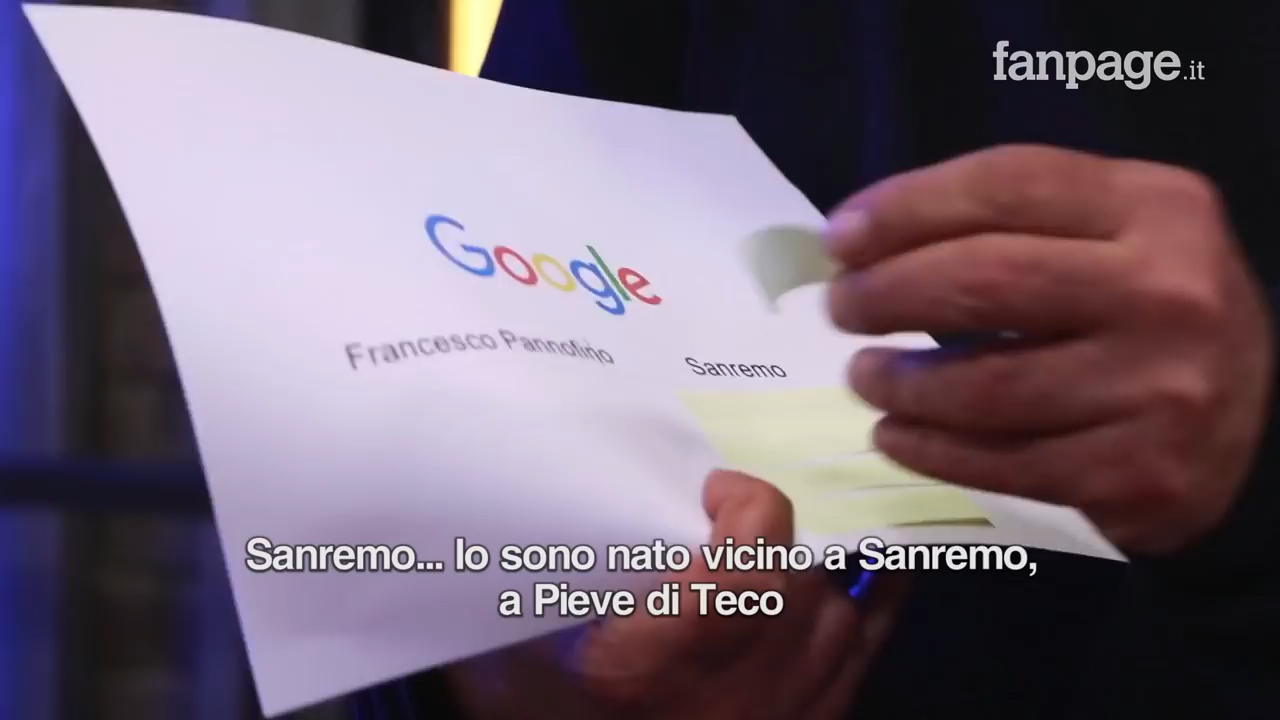 fanpage.it
Google
Francesco Pannofino
Sanremo
Sanremo... Io sono nato vicino a Sanremo,
a Pieve di Teco